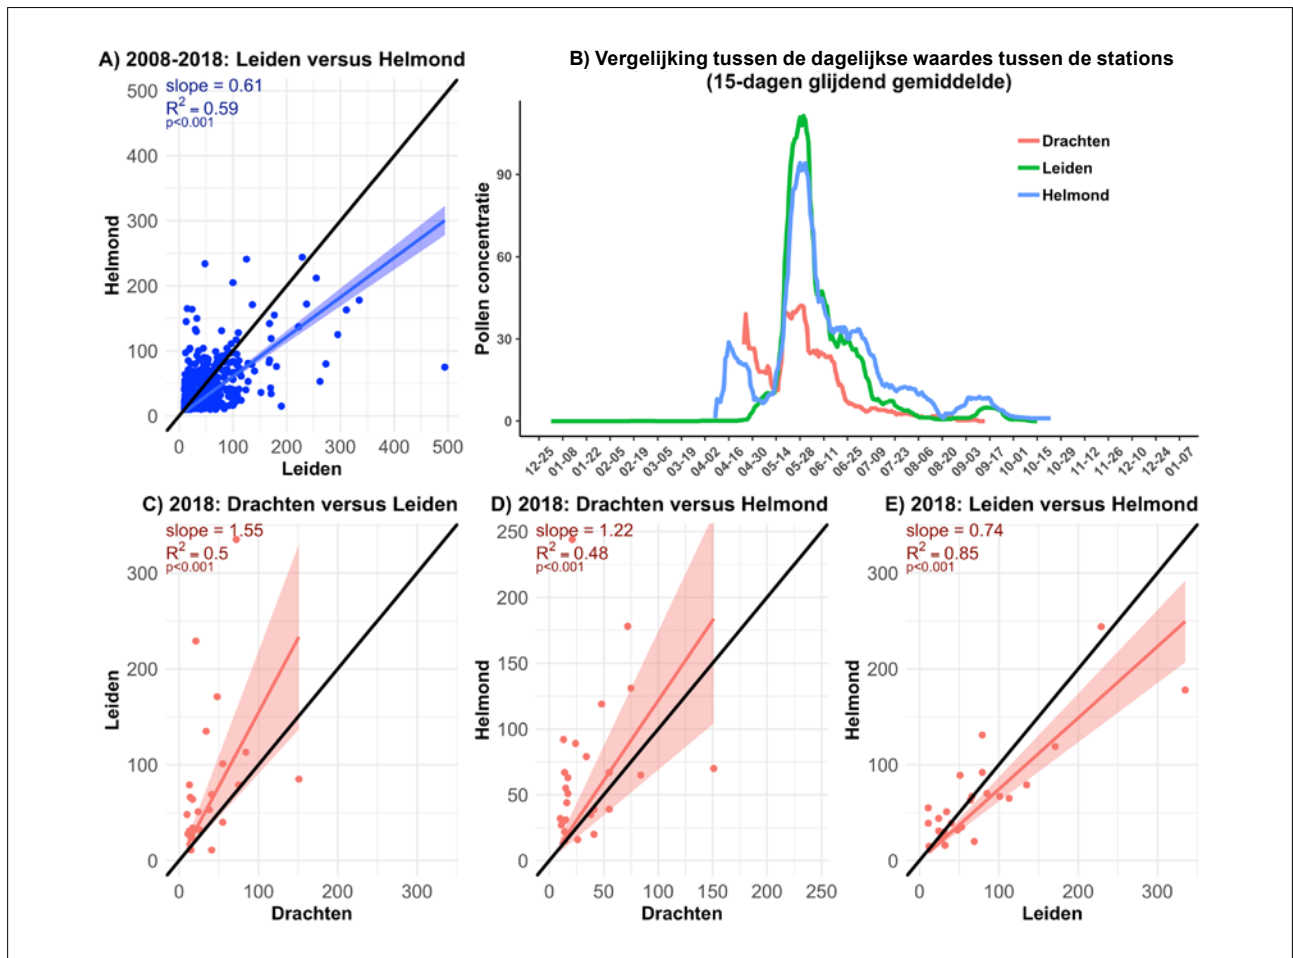 A) 2008-2018: Leiden versus Helmond
slope = 0.61
R² = 0.59
p<0.001
500
400
300
200
100
0
Helmond
0 100 200 300 400 500
Leiden
B) Vergelijking tussen de dagelijkse waardes tussen de stations
(15-dagen glijdend gemiddelde)
Drachten
Leiden
Helmond
Pollen concentratie
90
60
30
0
12-25 01-08 01-22 02-05 02-19 03-05 03-19 04-02 04-16 04-30 05-14 05-28 06-11 06-25 07-09 07-23 08-06 08-20 09-03 09-17 10-01 10-15 10-29 11-12 11-26 12-10 12-24 01-07
C) 2018: Drachten versus Leiden
slope = 1.55
R² = 0.5
p<0.001
300
200
100
0
Leiden
0 100 200 300
Drachten
D) 2018: Drachten versus Helmond
slope = 1.22
R² = 0.48
p<0.001
250
200
150
100
50
0
Helmond
0 50 100 150 200 250
Drachten
E) 2018: Leiden versus Helmond
slope = 0.74
R² = 0.85
p<0.001
300
200
100
0
Helmond
0 100 200 300
Leiden